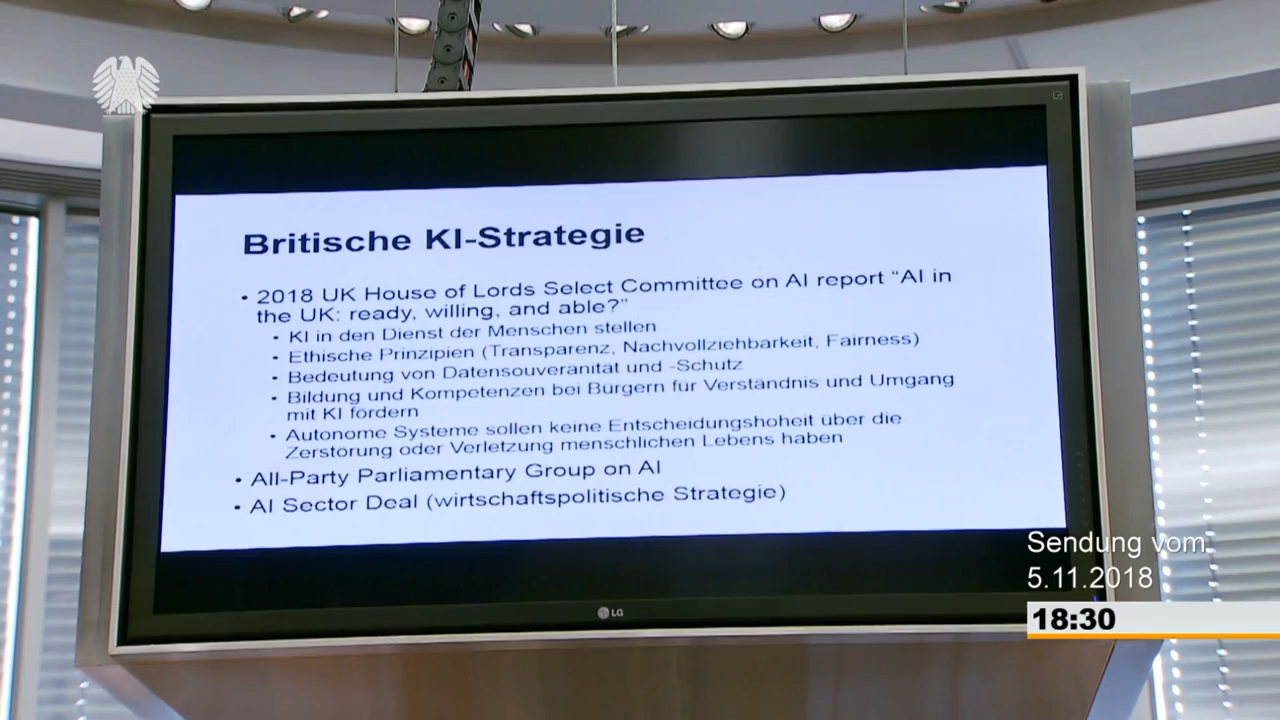 Britische KI-Strategie
• 2018 UK House of Lords Select Committee on AI report “AI in
the UK: ready, willing, and able?”
• KI in den Dienst der Menschen stellen
• Ethische Prinzipien (Transparenz, Nachvollziehbarkeit, Fairness)
• Bedeutung von Datensouveränität und -Schutz
• Bildung und Kompetenzen bei Bürgern für Verständnis und Umgang
mit KI fördern
• Autonome Systeme sollen keine Entscheidungshoheit über die
Zerstörung oder Verletzung menschlichen Lebens haben
• All-Party Parliamentary Group on AI
• AI Sector Deal (wirtschaftspolitische Strategie)
LG
Sendung vom
5.11.2018
18:30